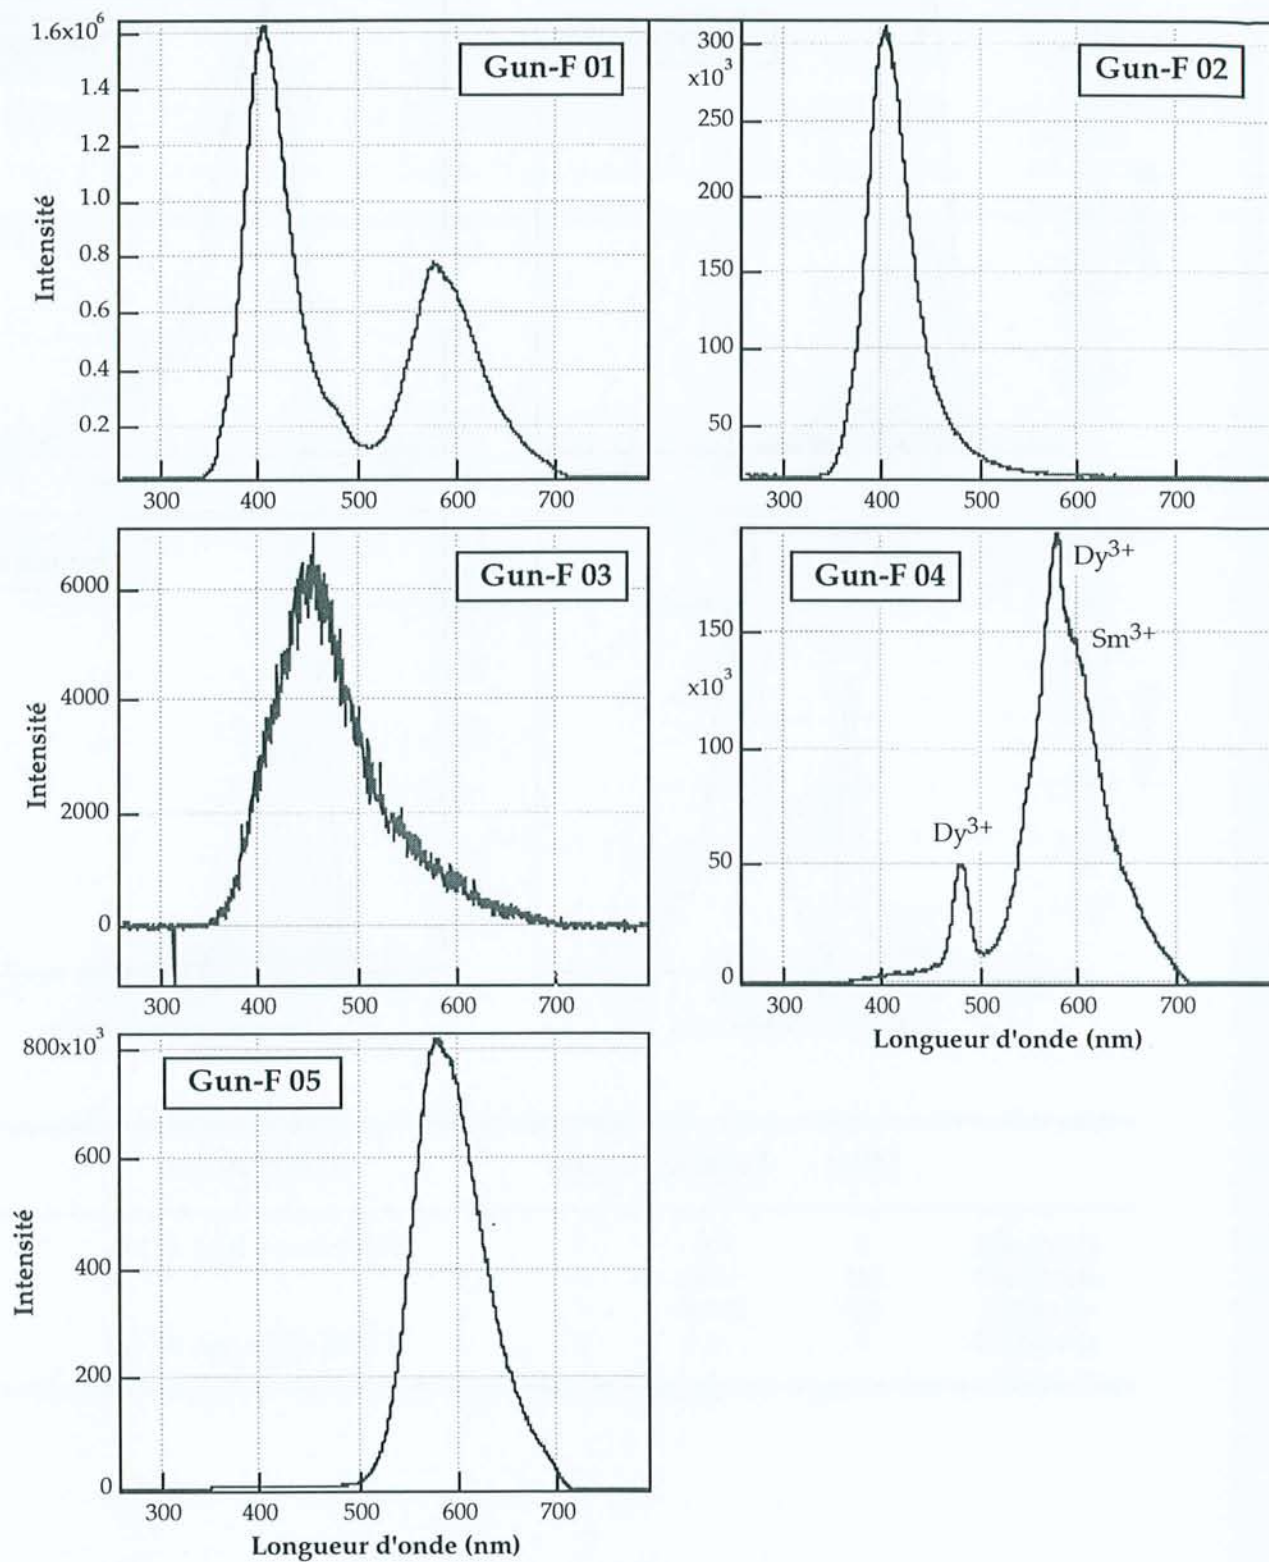 1.6x10⁶
1.4
1.2
1.0
0.8
0.6
0.4
0.2
Intensité
Gun-F 01
300 400 500 600 700
300
x10³
250
200
150
100
50
Gun-F 02
300 400 500 600 700
6000
4000
2000
0
Intensité
Gun-F 03
300 400 500 600 700
150
x10³
100
50
0
Gun-F 04
Dy³⁺
Sm³⁺
Dy³⁺
300 400 500 600 700
Longueur d'onde (nm)
800x10³
600
400
200
0
Intensité
Gun-F 05
300 400 500 600 700
Longueur d'onde (nm)